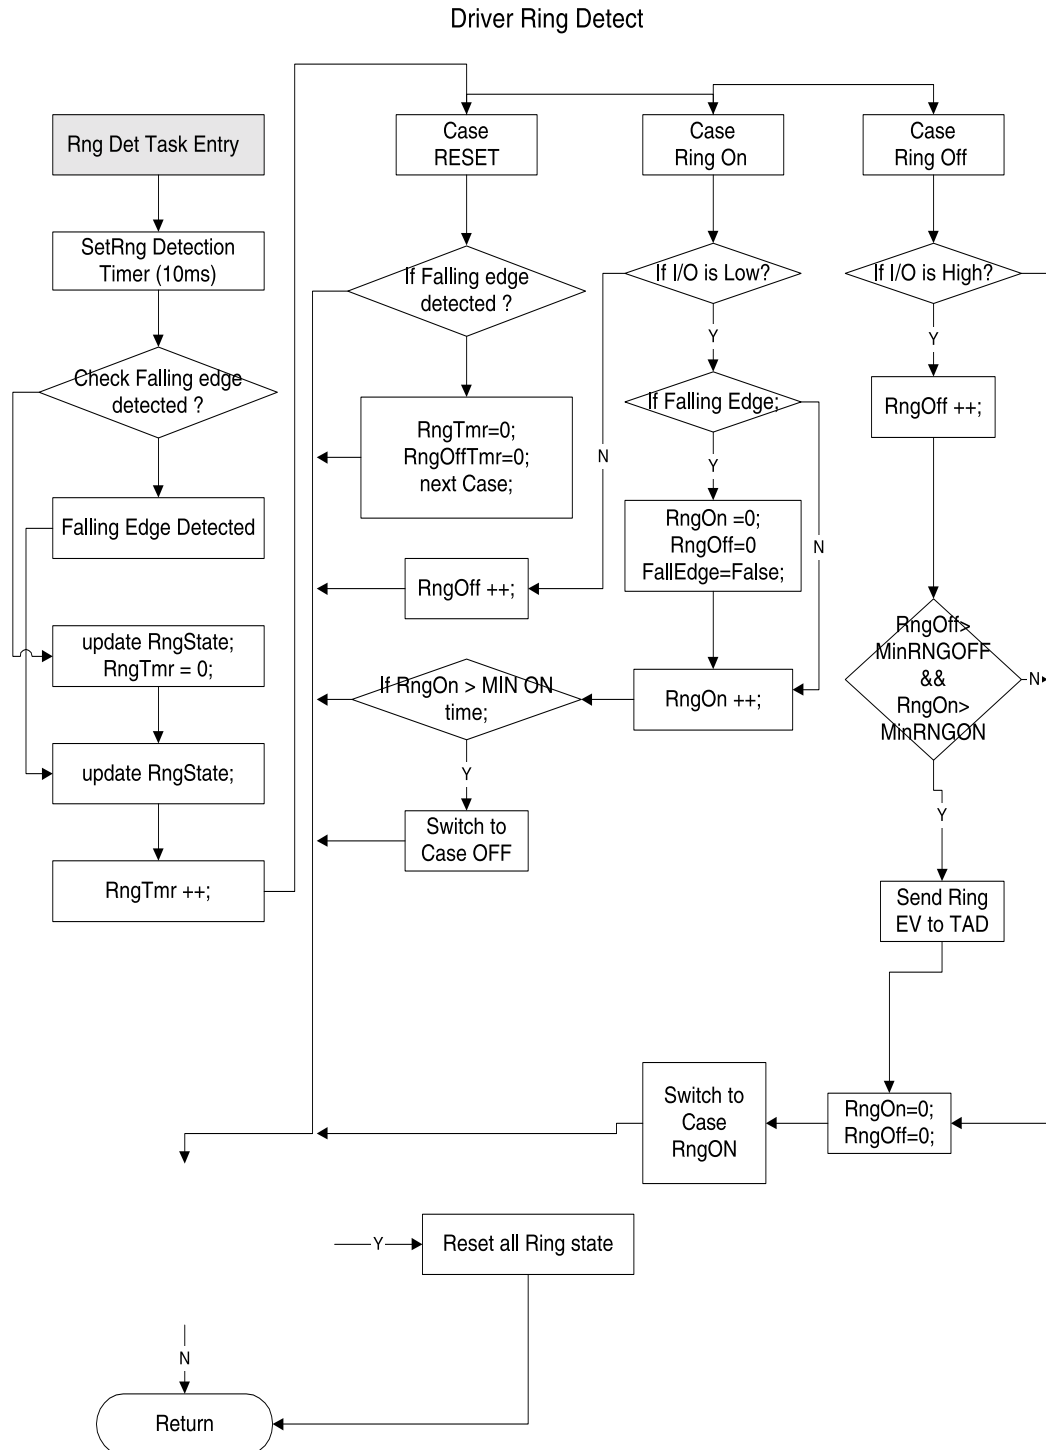 Driver Ring Detect
Rng Det Task Entry
SetRng Detection
Timer (10ms)
Check Falling edge
detected ?
Falling Edge Detected
update RngState;
RngTmr = 0;
update RngState;
RngTmr ++;
Case
RESET
If Falling edge
detected ?
RngTmr=0;
RngOffTmr=0;
next Case;
RngOff ++;
If RngOn > MIN ON
time;
Y
Switch to
Case OFF
Case
Ring On
If I/O is Low?
Y
N
If Falling Edge;
Y
N
RngOn =0;
RngOff=0
FallEdge=False;
RngOn ++;
Case
Ring Off
If I/O is High?
Y
RngOff ++;
RngOff>
MinRNGOFF
&&
RngOn>
MinRNGON
N
Y
Send Ring
EV to TAD
RngOn=0;
RngOff=0;
Switch to
Case
RngON
Y
Reset all Ring state
N
Return